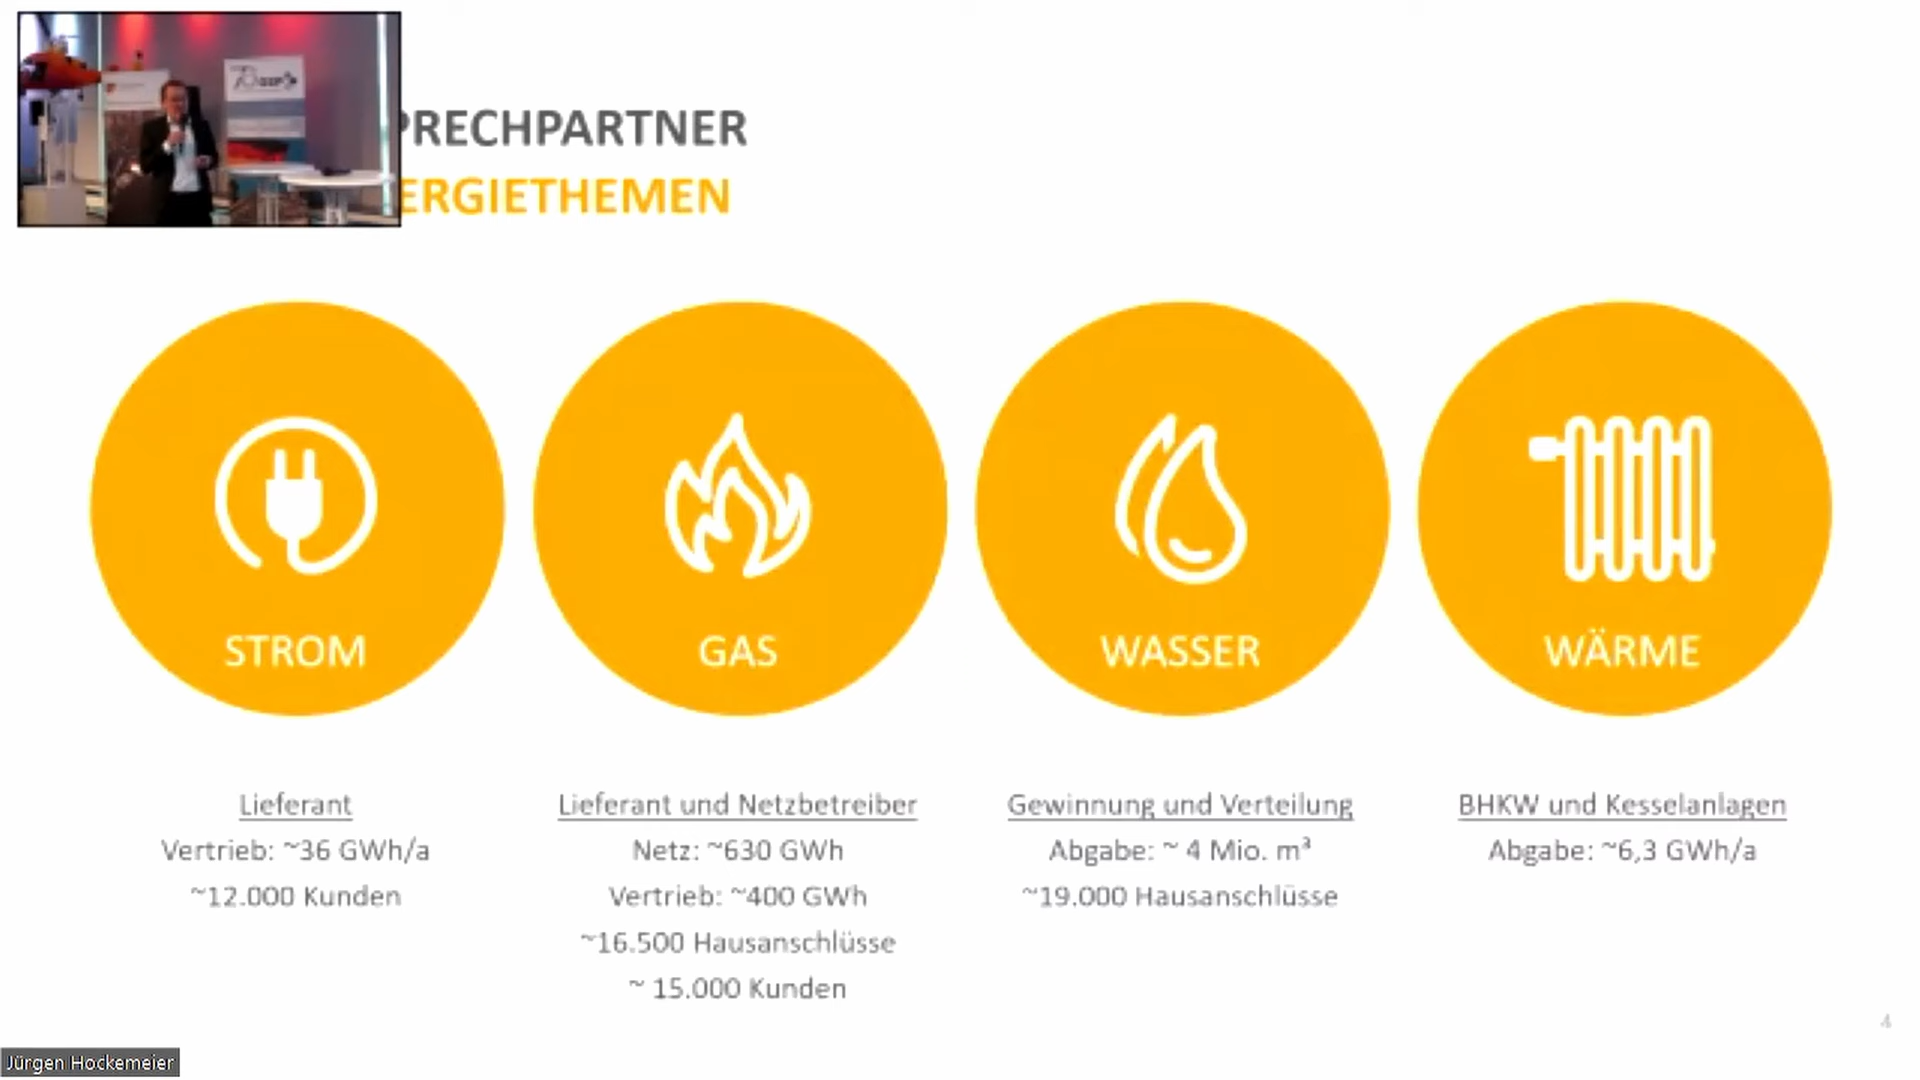 PRECHPARTNER
ERGIETHEMEN
STROM
GAS
WASSER
WÄRME
Lieferant
Vertrieb: ~36 GWh/a
~12.000 Kunden
Lieferant und Netzbetreiber
Netz: ~630 GWh
Vertrieb: ~400 GWh
~16.500 Hausanschlüsse
~ 15.000 Kunden
Gewinnung und Verteilung
Abgabe: ~ 4 Mio. m³
~19.000 Hausanschlüsse
BHKW und Kesselanlagen
Abgabe: ~6,3 GWh/a
4
Jürgen Hockemeier